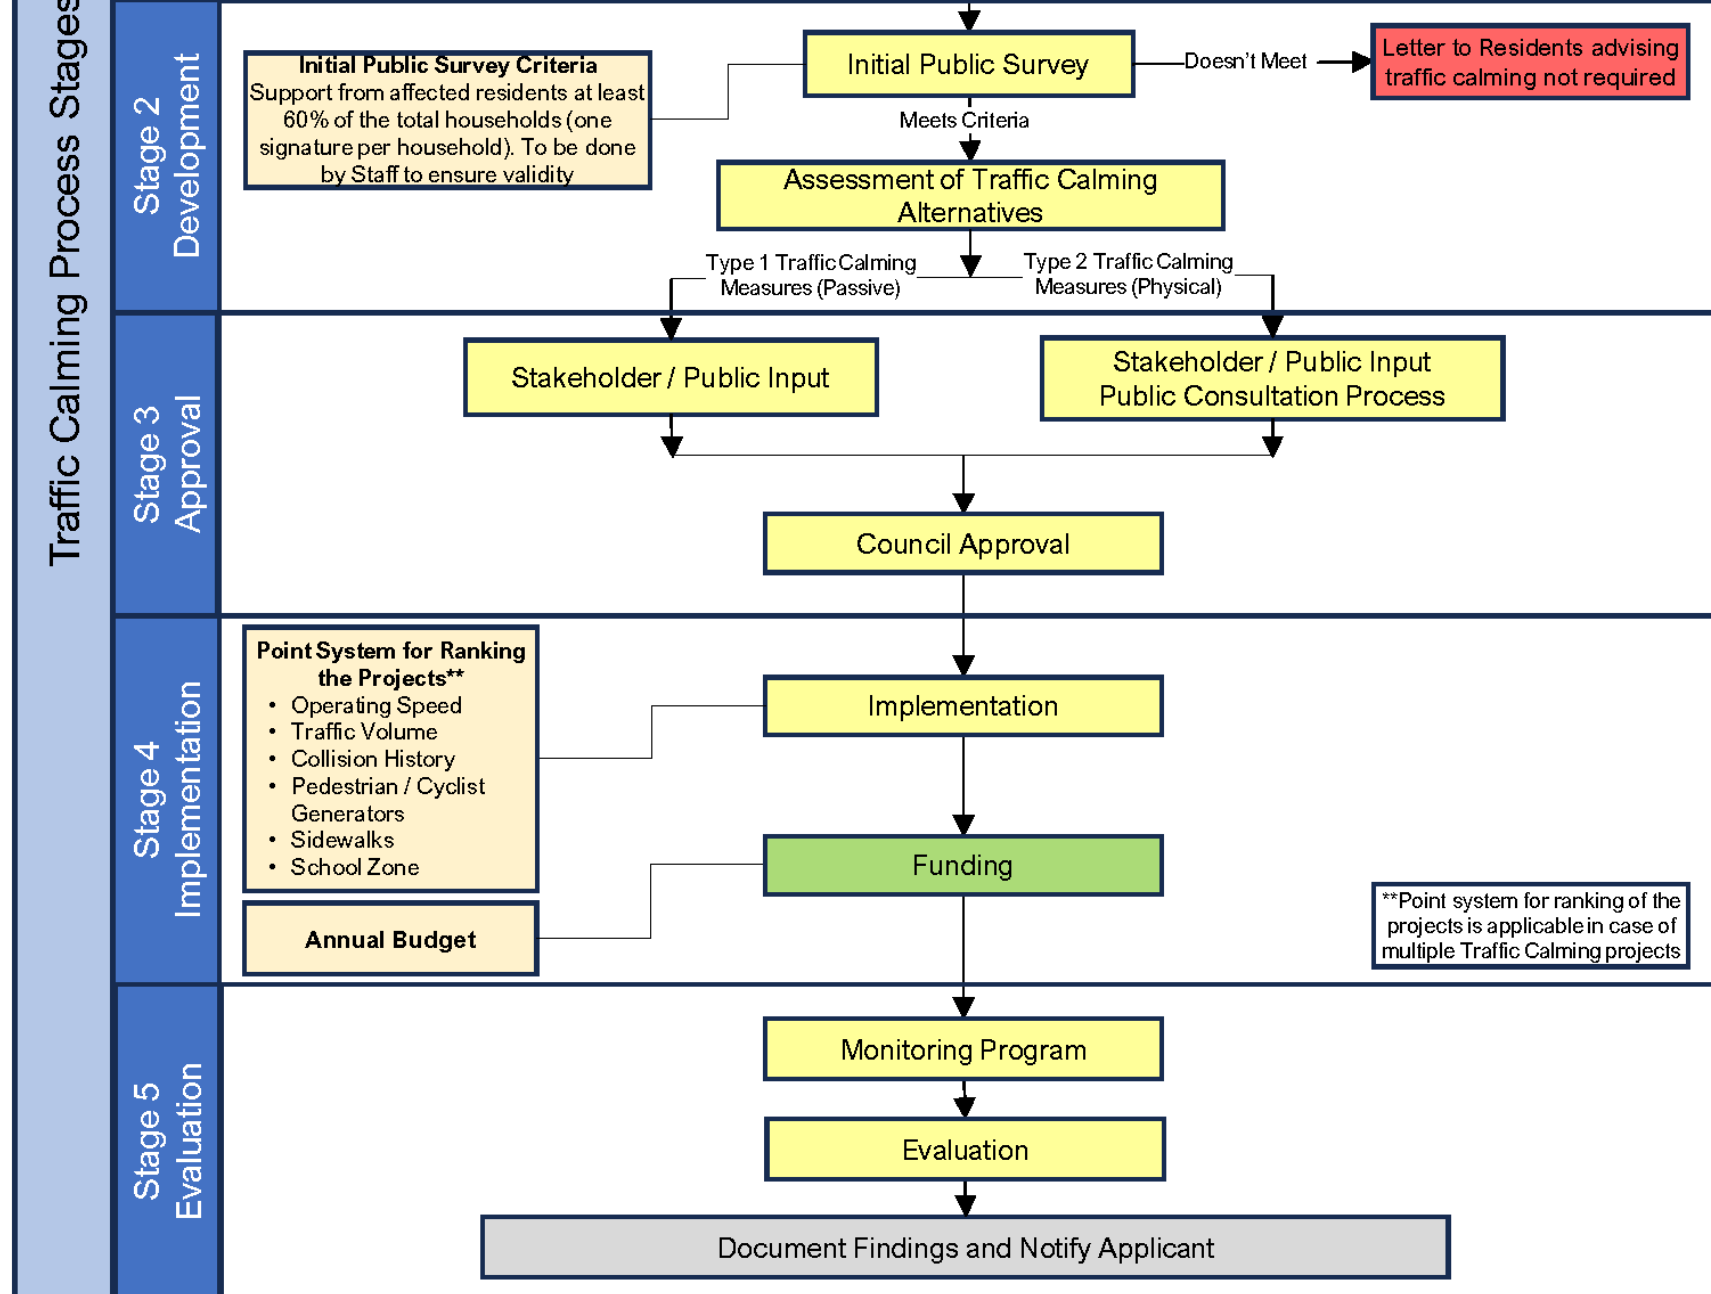 Traffic Calming Process Stages
Stage 2
Development
Initial Public Survey Criteria
Support from affected residents at least
60% of the total households (one
signature per household). To be done
by Staff to ensure validity
Initial Public Survey
Doesn't Meet
Letter to Residents advising
traffic calming not required
Meets Criteria
Assessment of Traffic Calming
Alternatives
Type 1 Traffic Calming
Measures (Passive)
Type 2 Traffic Calming
Measures (Physical)
Stage 3
Approval
Stakeholder / Public Input
Stakeholder / Public Input
Public Consultation Process
Council Approval
Stage 4
Implementation
Point System for Ranking
the Projects**
• Operating Speed
• Traffic Volume
• Collision History
• Pedestrian / Cyclist
Generators
• Sidewalks
• School Zone
Implementation
Funding
Annual Budget
**Point system for ranking of the
projects is applicable in case of
multiple Traffic Calming projects
Stage 5
Evaluation
Monitoring Program
Evaluation
Document Findings and Notify Applicant